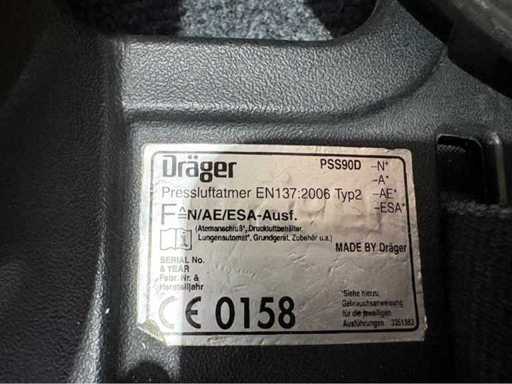 Dräger
PSS90D
-N*
-A*
-AE*
-ESA*
Pressluftatmer EN137:2006 Typ2
F≙N/AE/ESA-Ausf.
(Atemanschluß*, Druckluftbehälter,
Lungenautomat*, Grundgerät, Zubehör u.a.)
MADE BY Dräger
SERIAL No.
& YEAR
Fabr. Nr. &
Herstelljahr
CE 0158
*Siehe hierzu
Gebrauchsanweisung
für die jeweiligen
Ausführungen